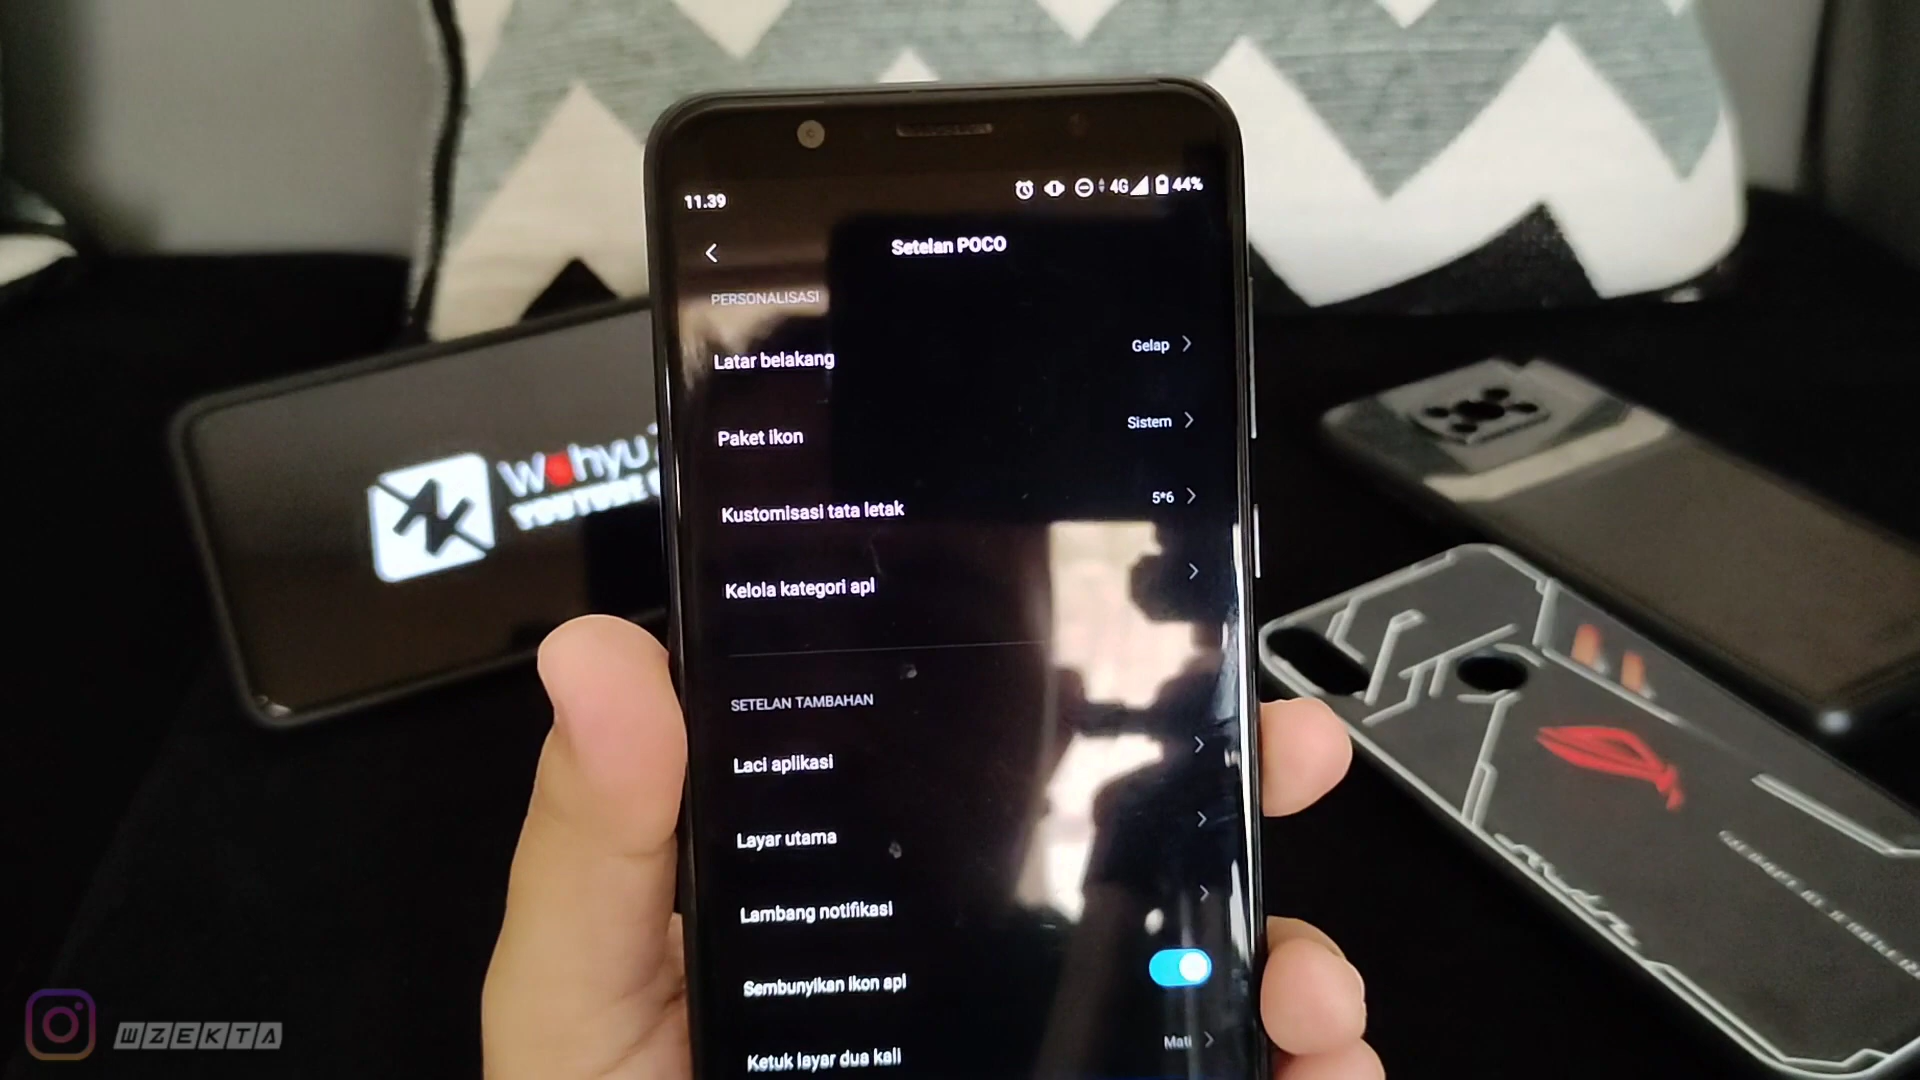 11.39
4G 44%
Setelan POCO
PERSONALISASI
Latar belakang
Gelap
Paket ikon
Sistem
Kustomisasi tata letak
5*6
Kelola kategori apl
SETELAN TAMBAHAN
Laci aplikasi
Layar utama
Lambang notifikasi
Sembunyikan ikon apl
Ketuk layar dua kali
Mati
Wahyu
YOUTUBE
WZEKTA